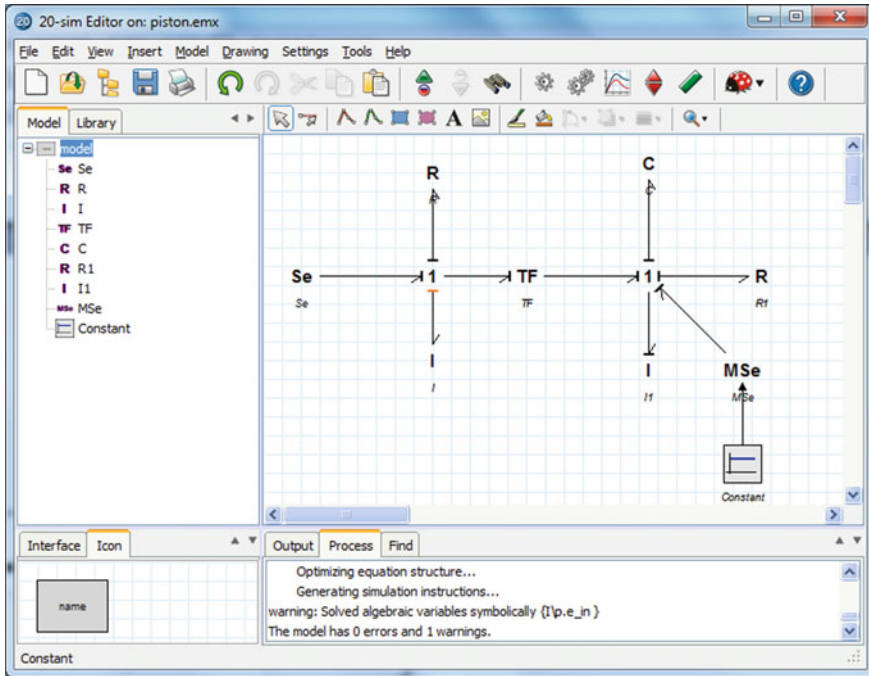 20 20-sim Editor on: piston.emx
File Edit View Insert Model Drawing Settings Tools Help
Model Library
model
Se Se
R R
I I
TF TF
C C
R R1
I I1
MSe MSe
Constant
A
R
R
C
C
Se 1 TF 1 R
Se TF R1
I
I
I
I1
MSe
MSe
Constant
Interface Icon
name
Output Process Find
Optimizing equation structure...
Generating simulation instructions...
warning: Solved algebraic variables symbolically {I\p.e_in }
The model has 0 errors and 1 warnings.
Constant